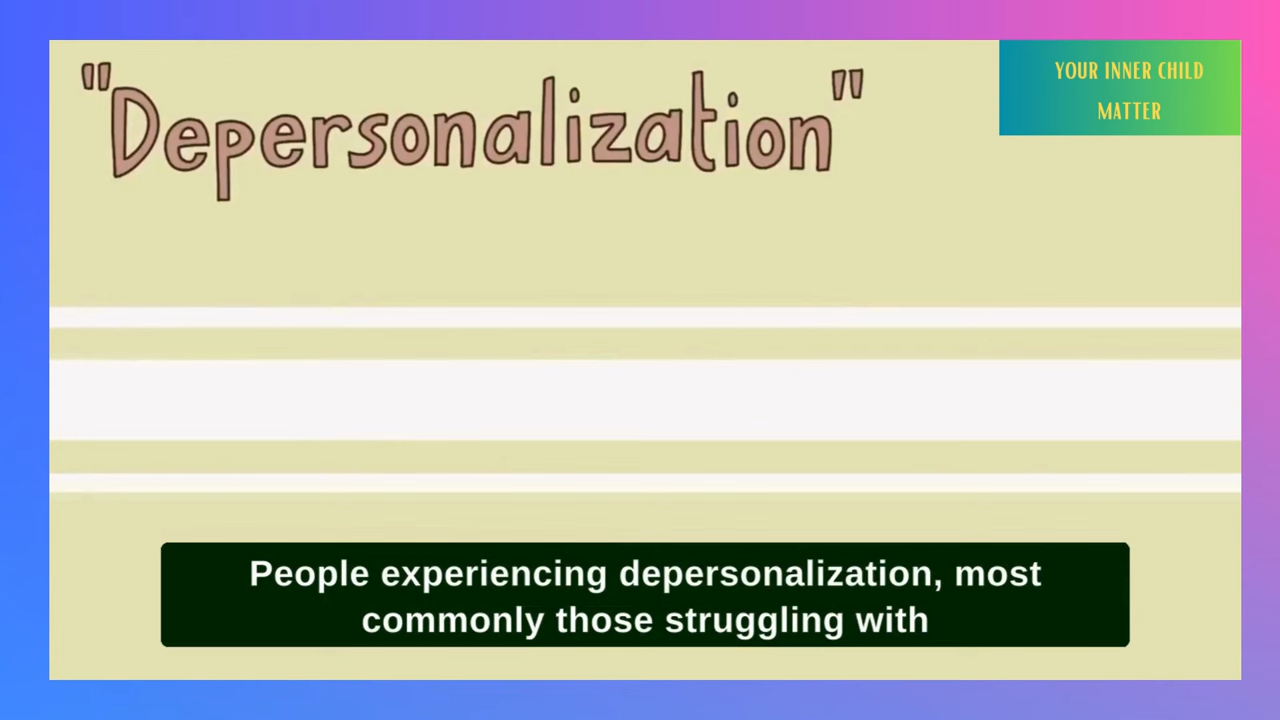 "Depersonalization"
YOUR INNER CHILD
MATTER
People experiencing depersonalization, most
commonly those struggling with